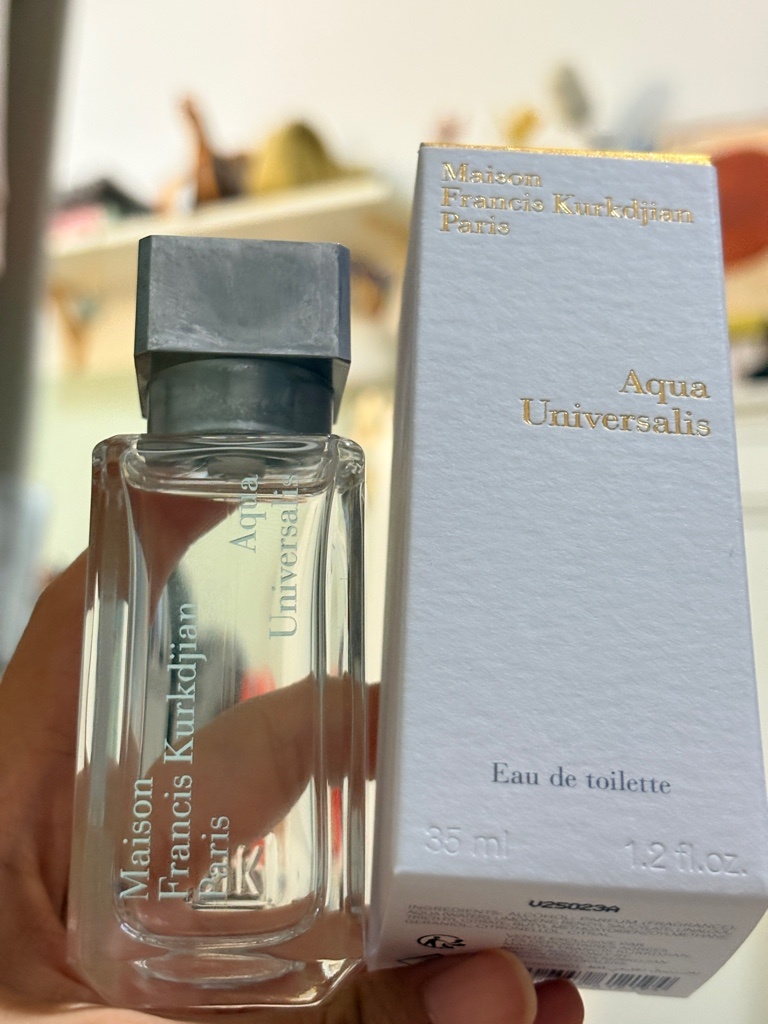 Maison
Francis Kurkdjian
Paris
Aqua
Universalis
Eau de toilette
35 ml
1.2 fl.oz.
U25023A
Aqua
Universalis
Maison
Francis Kurkdjian
Paris